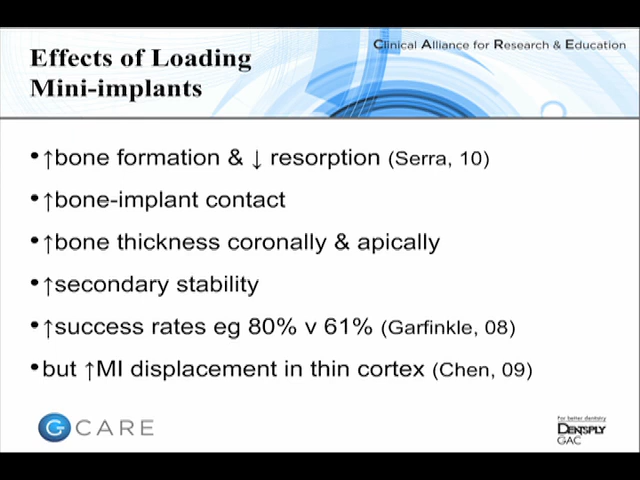 Effects of Loading
Mini-implants
Clinical Alliance for Research & Education
•↑bone formation & ↓ resorption (Serra, 10)
•↑bone-implant contact
•↑bone thickness coronally & apically
•↑secondary stability
•↑success rates eg 80% v 61% (Garfinkle, 08)
•but ↑MI displacement in thin cortex (Chen, 09)
G CARE
For better dentistry
DENTSPLY
GAC